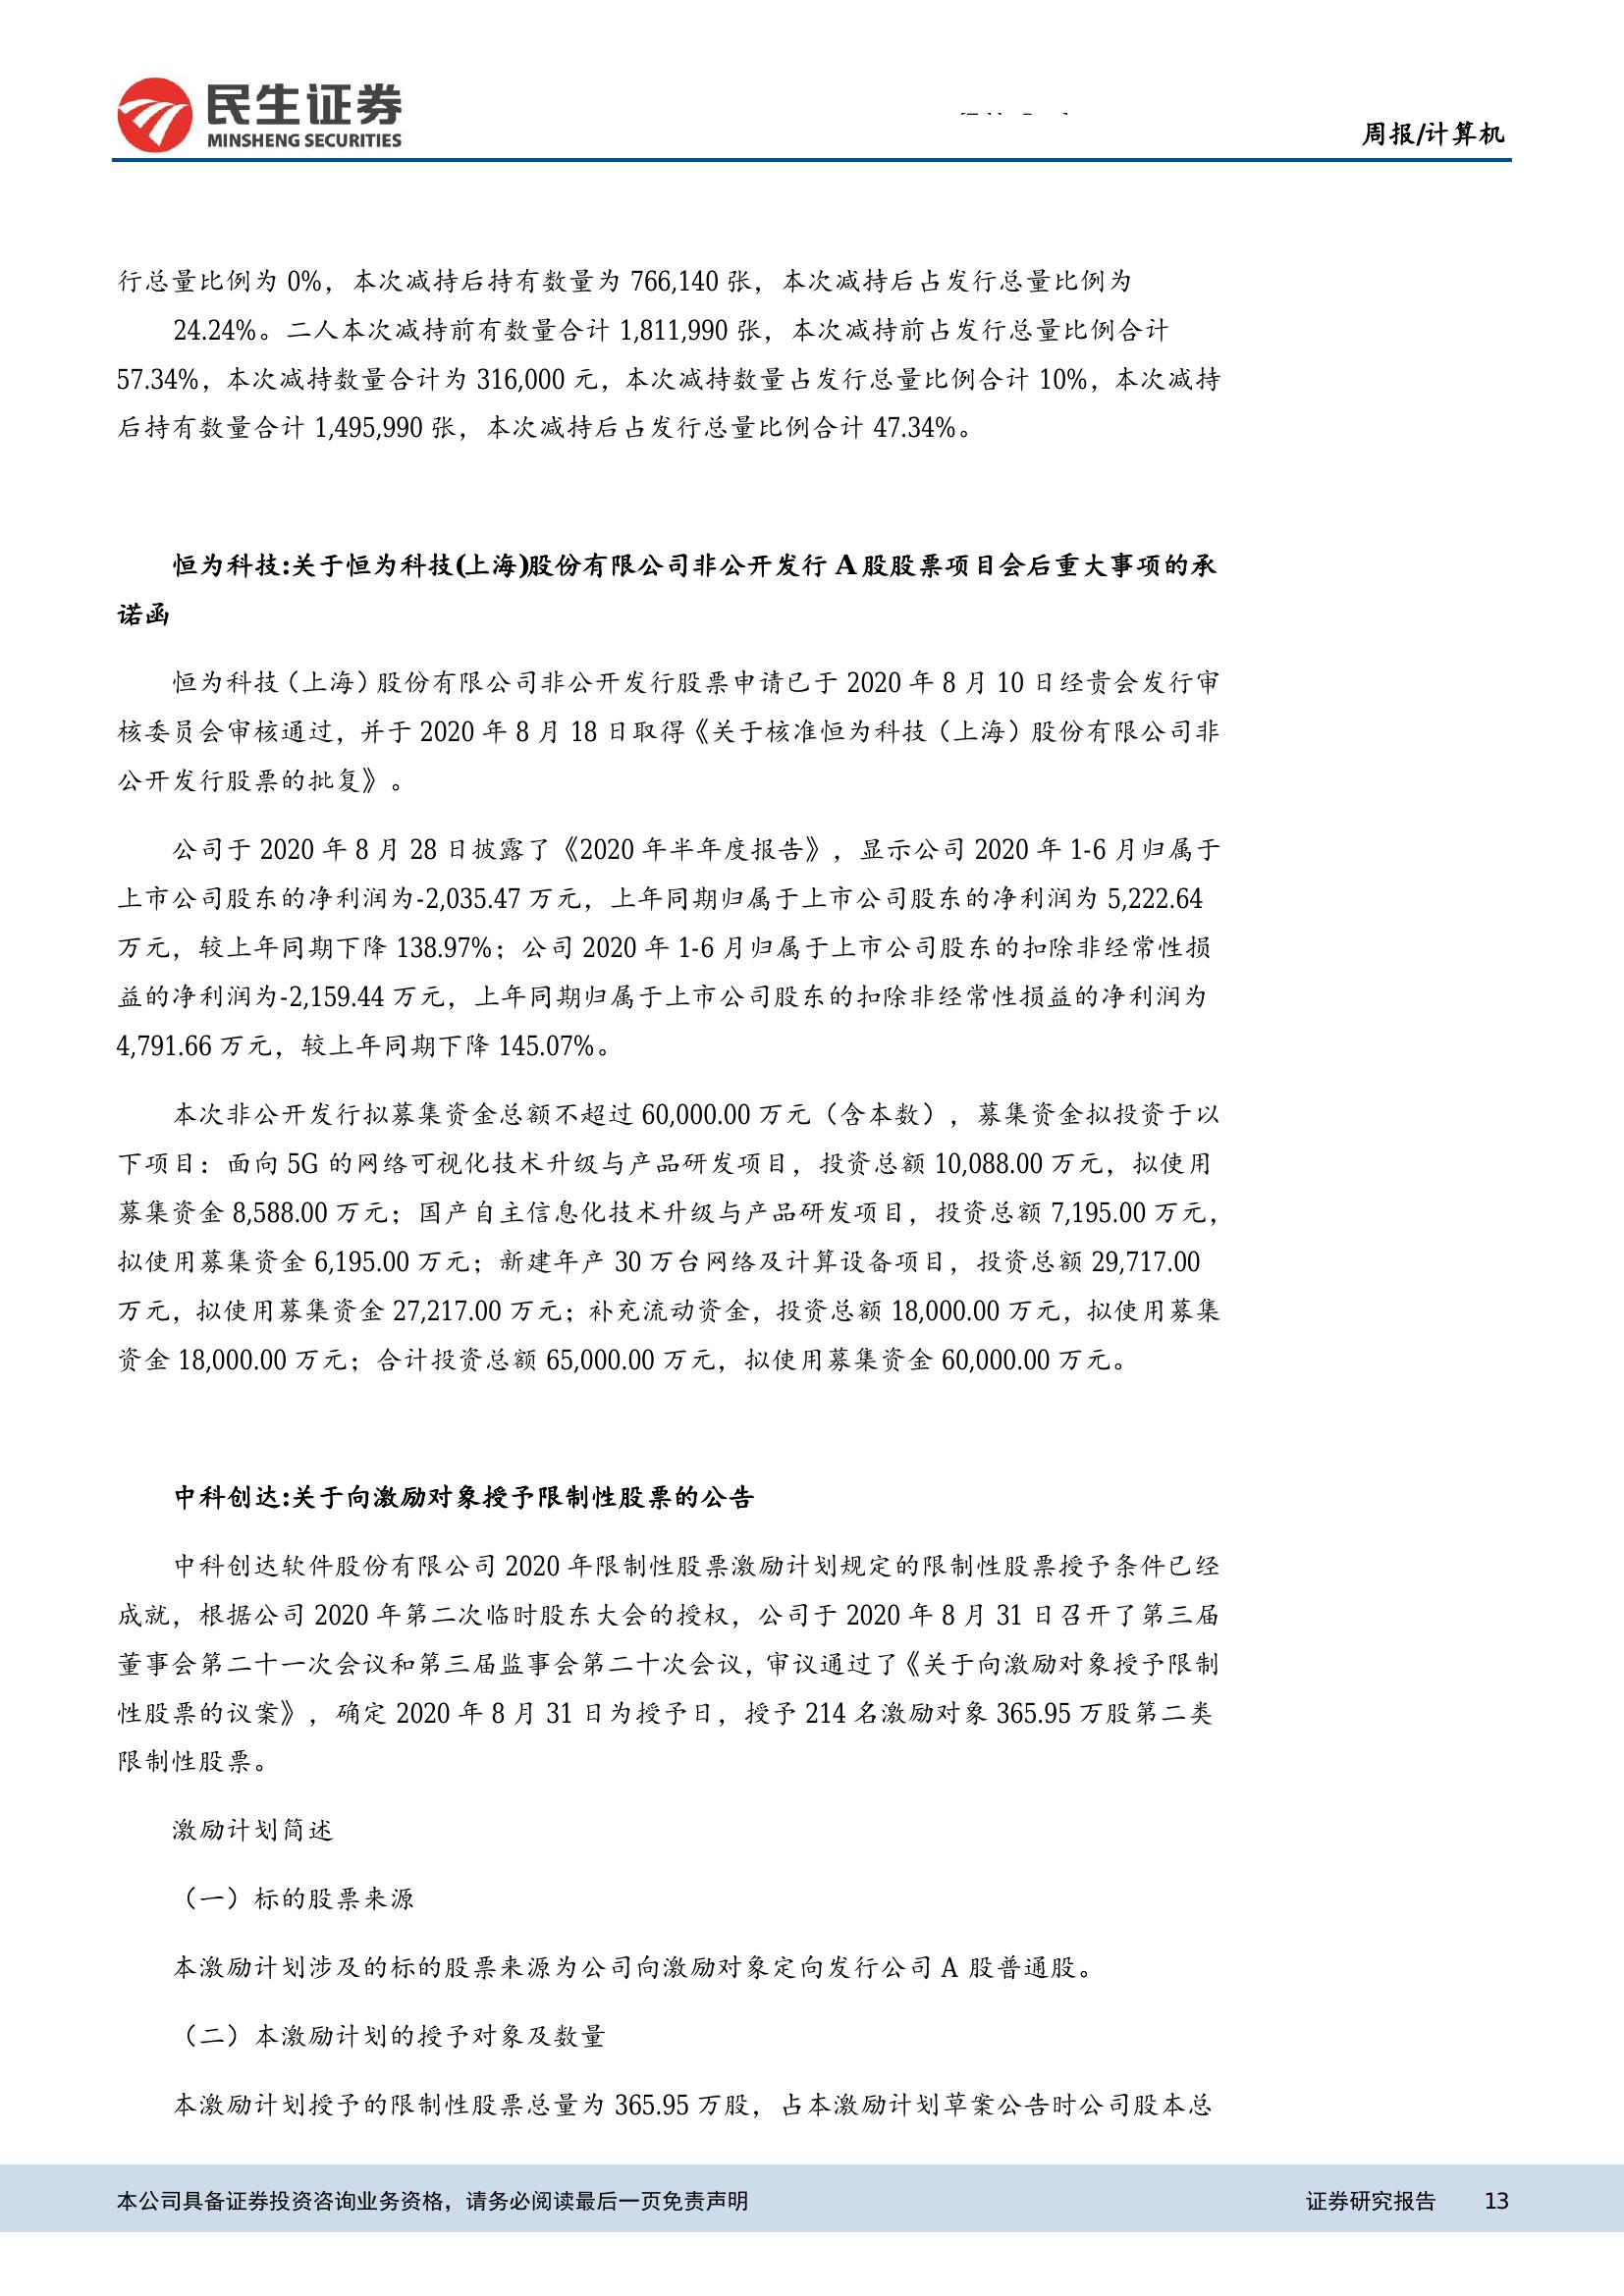 民生证券
MINSHENG SECURITIES
周报/计算机
行总量比例为 0%，本次减持后持有数量为 766,140 张，本次减持后占发行总量比例为
24.24%。二人本次减持前有数量合计 1,811,990 张，本次减持前占发行总量比例合计
57.34%，本次减持数量合计为 316,000 元，本次减持数量占发行总量比例合计 10%，本次减持
后持有数量合计 1,495,990 张，本次减持后占发行总量比例合计 47.34%。
恒为科技:关于恒为科技(上海)股份有限公司非公开发行 A 股股票项目会后重大事项的承
诺函
恒为科技（上海）股份有限公司非公开发行股票申请已于 2020 年 8 月 10 日经贵会发行审
核委员会审核通过，并于 2020 年 8 月 18 日取得《关于核准恒为科技（上海）股份有限公司非
公开发行股票的批复》。
公司于 2020 年 8 月 28 日披露了《2020 年半年度报告》，显示公司 2020 年 1-6 月归属于
上市公司股东的净利润为-2,035.47 万元，上年同期归属于上市公司股东的净利润为 5,222.64
万元，较上年同期下降 138.97%；公司 2020 年 1-6 月归属于上市公司股东的扣除非经常性损
益的净利润为-2,159.44 万元，上年同期归属于上市公司股东的扣除非经常性损益的净利润为
4,791.66 万元，较上年同期下降 145.07%。
本次非公开发行拟募集资金总额不超过 60,000.00 万元（含本数），募集资金拟投资于以
下项目：面向 5G 的网络可视化技术升级与产品研发项目，投资总额 10,088.00 万元，拟使用
募集资金 8,588.00 万元；国产自主信息化技术升级与产品研发项目，投资总额 7,195.00 万元，
拟使用募集资金 6,195.00 万元；新建年产 30 万台网络及计算设备项目，投资总额 29,717.00
万元，拟使用募集资金 27,217.00 万元；补充流动资金，投资总额 18,000.00 万元，拟使用募集
资金 18,000.00 万元；合计投资总额 65,000.00 万元，拟使用募集资金 60,000.00 万元。
中科创达:关于向激励对象授予限制性股票的公告
中科创达软件股份有限公司 2020 年限制性股票激励计划规定的限制性股票授予条件已经
成就，根据公司 2020 年第二次临时股东大会的授权，公司于 2020 年 8 月 31 日召开了第三届
董事会第二十一次会议和第三届监事会第二十次会议，审议通过了《关于向激励对象授予限制
性股票的议案》，确定 2020 年 8 月 31 日为授予日，授予 214 名激励对象 365.95 万股第二类
限制性股票。
激励计划简述
（一）标的股票来源
本激励计划涉及的标的股票来源为公司向激励对象定向发行公司 A 股普通股。
（二）本激励计划的授予对象及数量
本激励计划授予的限制性股票总量为 365.95 万股，占本激励计划草案公告时公司股本总
本公司具备证券投资咨询业务资格，请务必阅读最后一页免责声明
证券研究报告 13